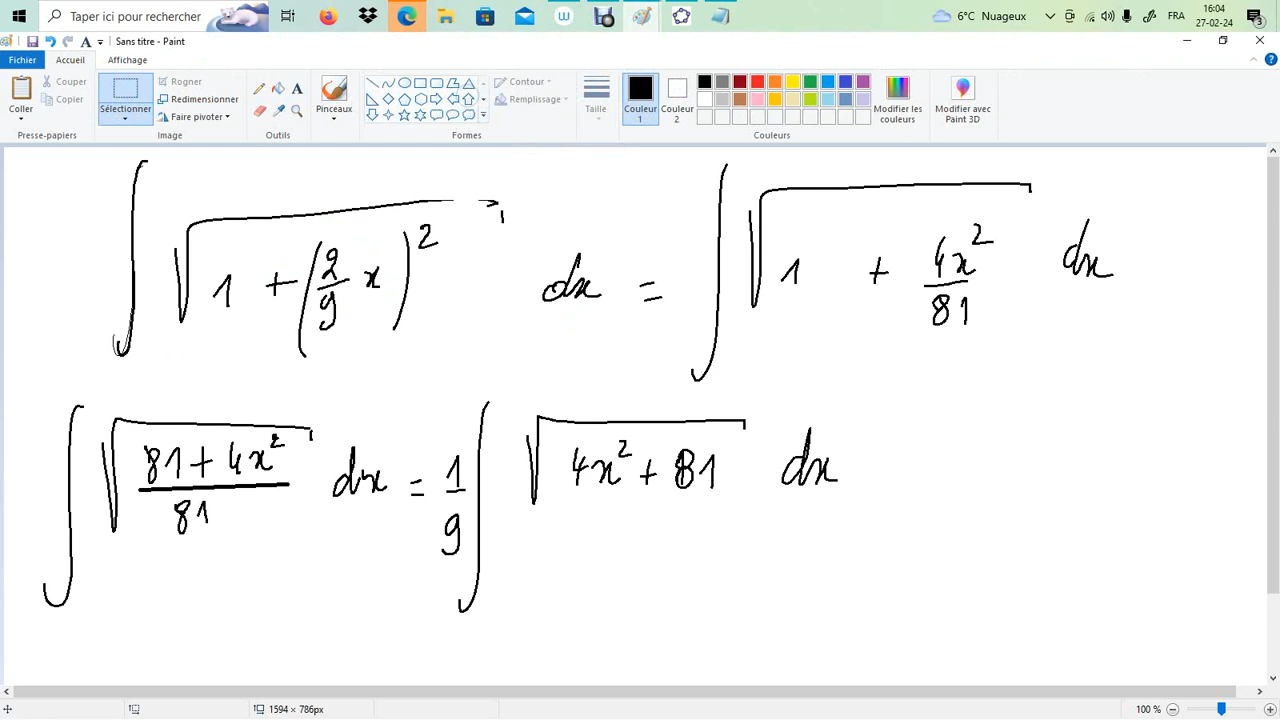 Taper ici pour rechercher 6°C Nuageux FRA 16:04 27-02-24
Sans titre - Paint
Fichier Accueil Affichage
Coller Couper Copier Presse-papiers
Sélectionner Rogner Redimensionner Faire pivoter Image
Outils
Pinceaux
Contour Remplissage Formes
Taille
Couleur 1 Couleur 2 Modifier les couleurs Couleurs
Modifier avec Paint 3D
∫ √(1 + (2/9 x)²) dx = ∫ √(1 + 4x²/81) dx
∫ √((81 + 4x²)/81) dx = 1/9 ∫ √(4x² + 81) dx
1594 × 786px 100 %